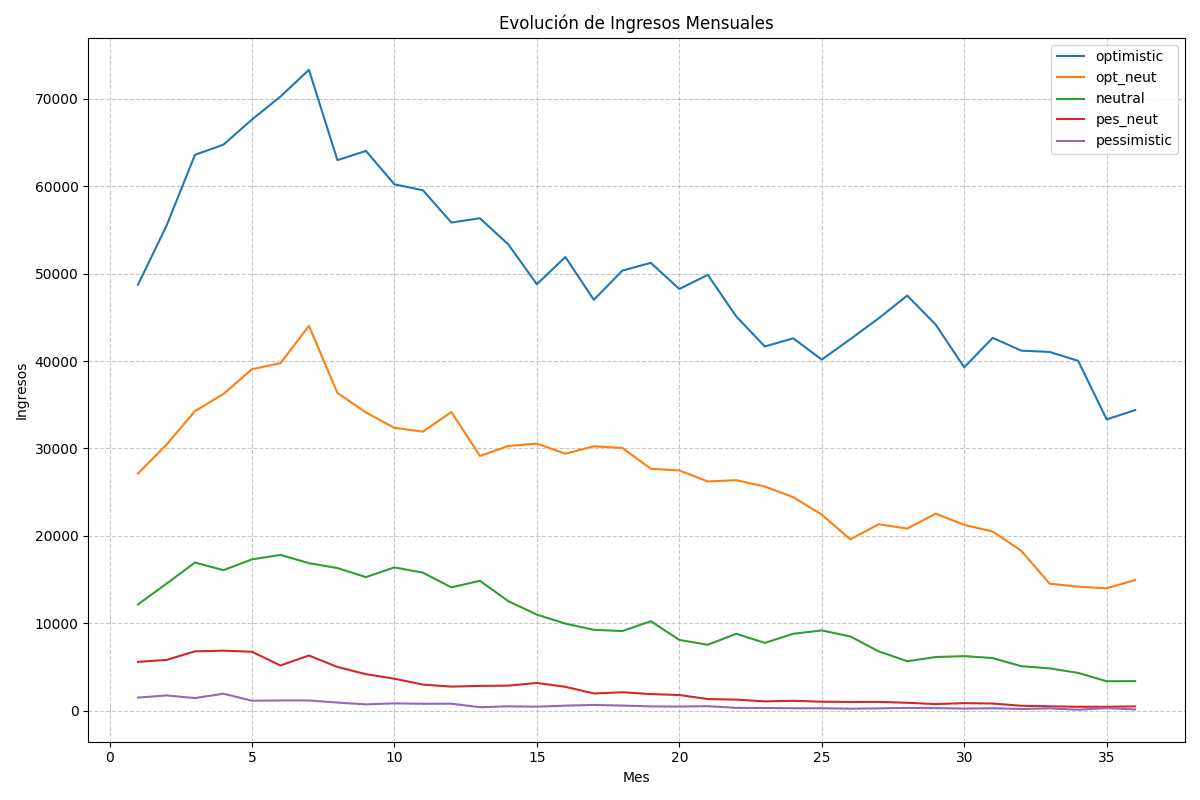 Evolución de Ingresos Mensuales
optimistic
opt_neut
neutral
pes_neut
pessimistic
Ingresos
70000
60000
50000
40000
30000
20000
10000
0
0 5 10 15 20 25 30 35
Mes